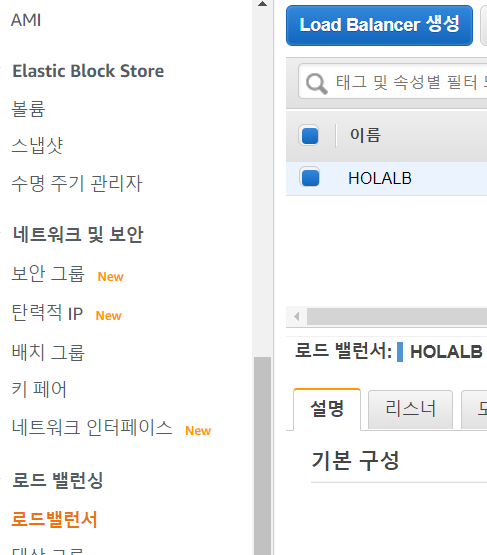 AMI
Elastic Block Store
볼륨
스냅샷
수명 주기 관리자
네트워크 및 보안
보안 그룹 New
탄력적 IP New
배치 그룹
키 페어
네트워크 인터페이스 New
로드 밸런싱
로드밸런서
대상 그룹
Load Balancer 생성
태그 및 속성별 필터
이름
HOLALB
로드 밸런서: HOLALB
설명
리스너
기본 구성